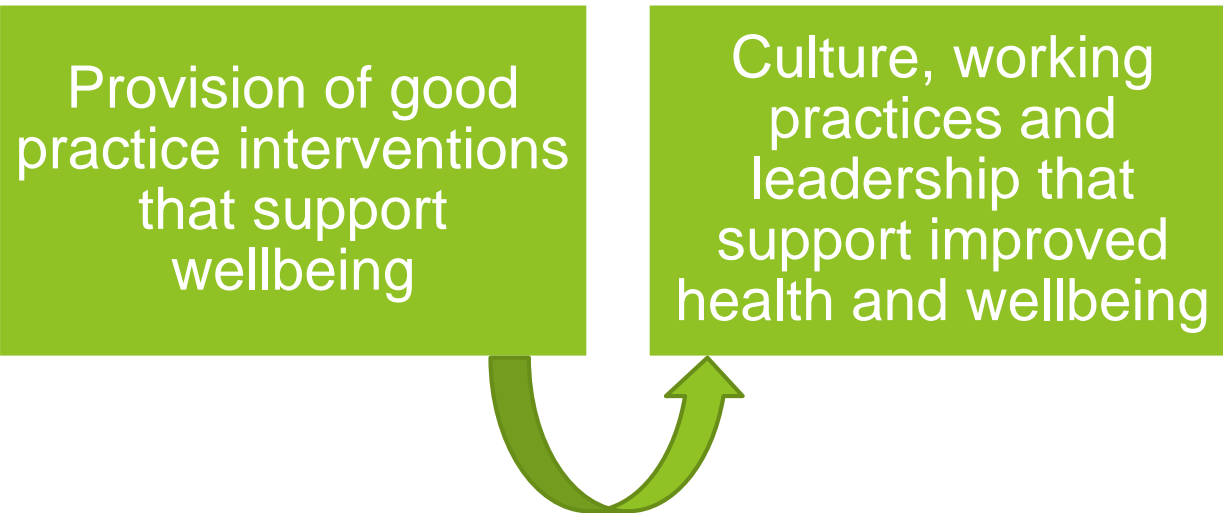 Provision of good
practice interventions
that support
wellbeing
Culture, working
practices and
leadership that
support improved
health and wellbeing